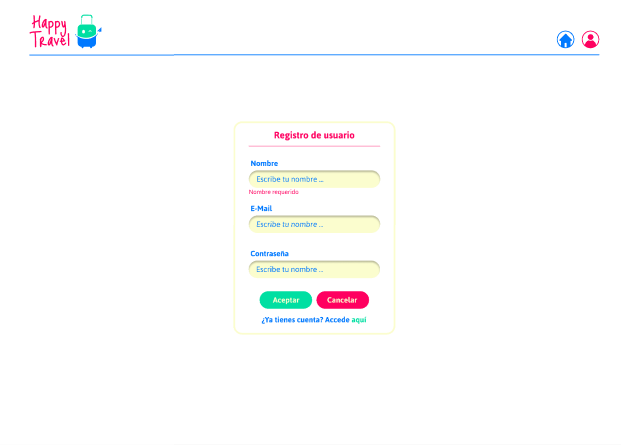 Happy
Travel
Registro de usuario
Nombre
Escribe tu nombre ...
Nombre requerido
E-Mail
Escribe tu nombre ...
Contraseña
Escribe tu nombre ...
Aceptar
Cancelar
¿Ya tienes cuenta? Accede aquí